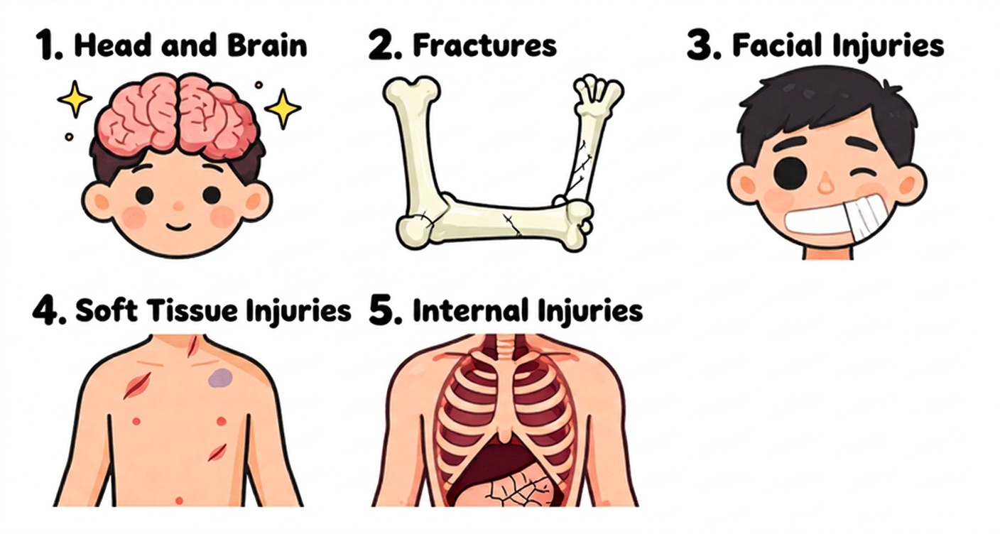 1. Head and Brain
2. Fractures
3. Facial Injuries
4. Soft Tissue Injuries
5. Internal Injuries